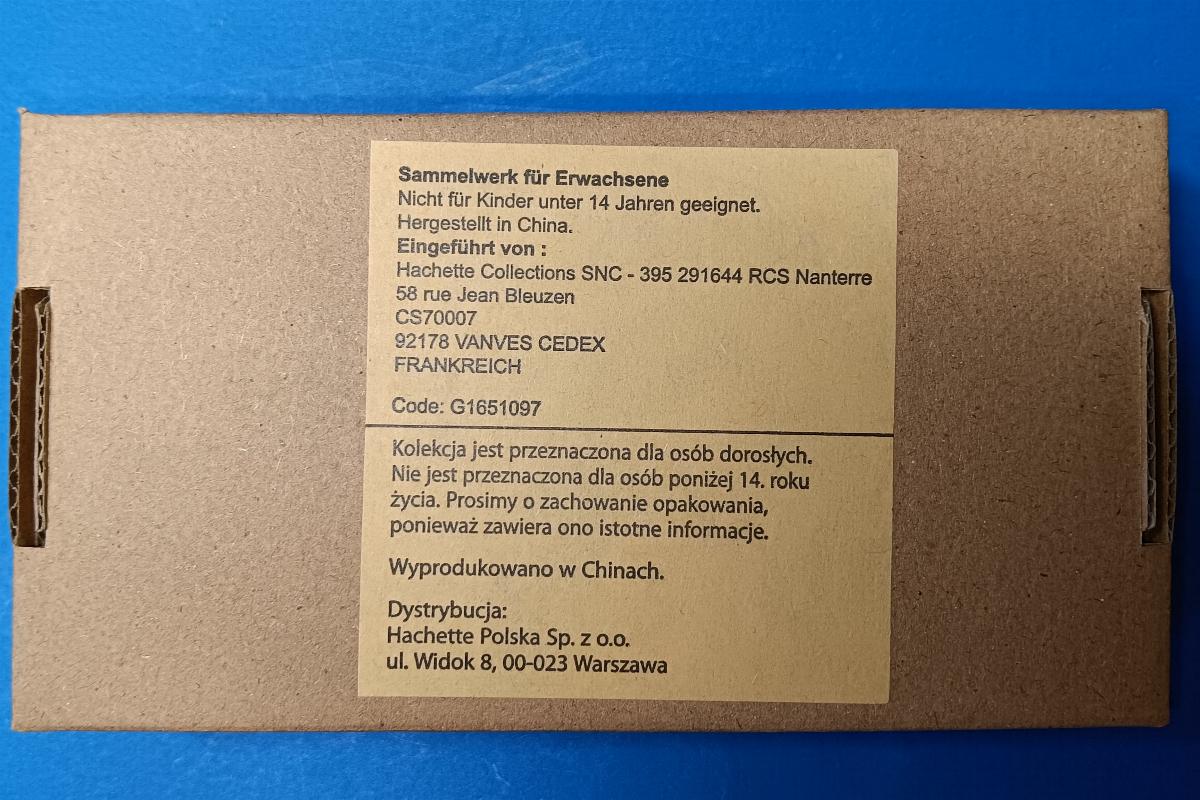 Sammelwerk für Erwachsene
Nicht für Kinder unter 14 Jahren geeignet.
Hergestellt in China.
Eingeführt von :
Hachette Collections SNC - 395 291644 RCS Nanterre
58 rue Jean Bleuzen
CS70007
92178 VANVES CEDEX
FRANKREICH
Code: G1651097
Kolekcja jest przeznaczona dla osób dorosłych.
Nie jest przeznaczona dla osób poniżej 14. roku
życia. Prosimy o zachowanie opakowania,
ponieważ zawiera ono istotne informacje.
Wyprodukowano w Chinach.
Dystrybucja:
Hachette Polska Sp. z o.o.
ul. Widok 8, 00-023 Warszawa